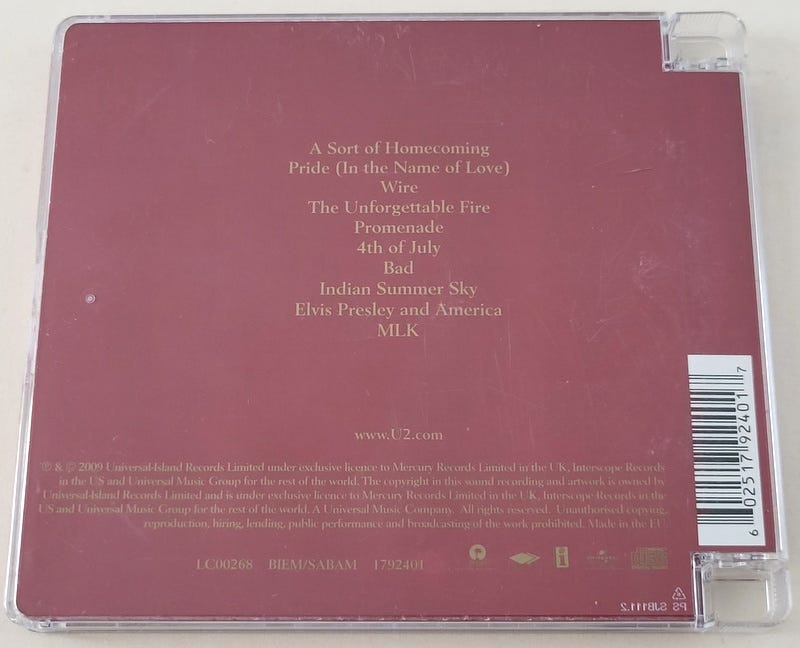 A Sort of Homecoming
Pride (In the Name of Love)
Wire
The Unforgettable Fire
Promenade
4th of July
Bad
Indian Summer Sky
Elvis Presley and America
MLK
www.U2.com
℗ & © 2009 Universal-Island Records Limited under exclusive licence to Mercury Records Limited in the UK, Interscope Records
in the US and Universal Music Group for the rest of the world. The copyright in this sound recording and artwork is owned by
Universal-Island Records Limited and is under exclusive licence to Mercury Records Limited in the UK, Interscope Records in the
US and Universal Music Group for the rest of the world. A Universal Music Company. All rights reserved. Unauthorised copying,
reproduction, hiring, lending, public performance and broadcasting of the work prohibited. Made in the EU
LC00268 BIEM/SABAM 1792401
6 02517 92401 7
PS SJB111.2